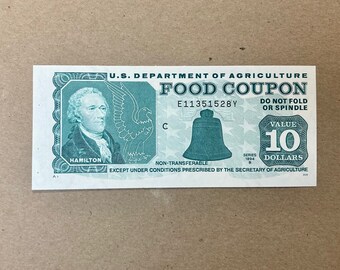 U.S. DEPARTMENT OF AGRICULTURE
FOOD COUPON
E11351528Y
DO NOT FOLD
OR SPINDLE
C
VALUE
10
DOLLARS
HAMILTON
NON-TRANSFERABLE
SERIES
EXCEPT UNDER CONDITIONS PRESCRIBED BY THE SECRETARY OF AGRICULTURE